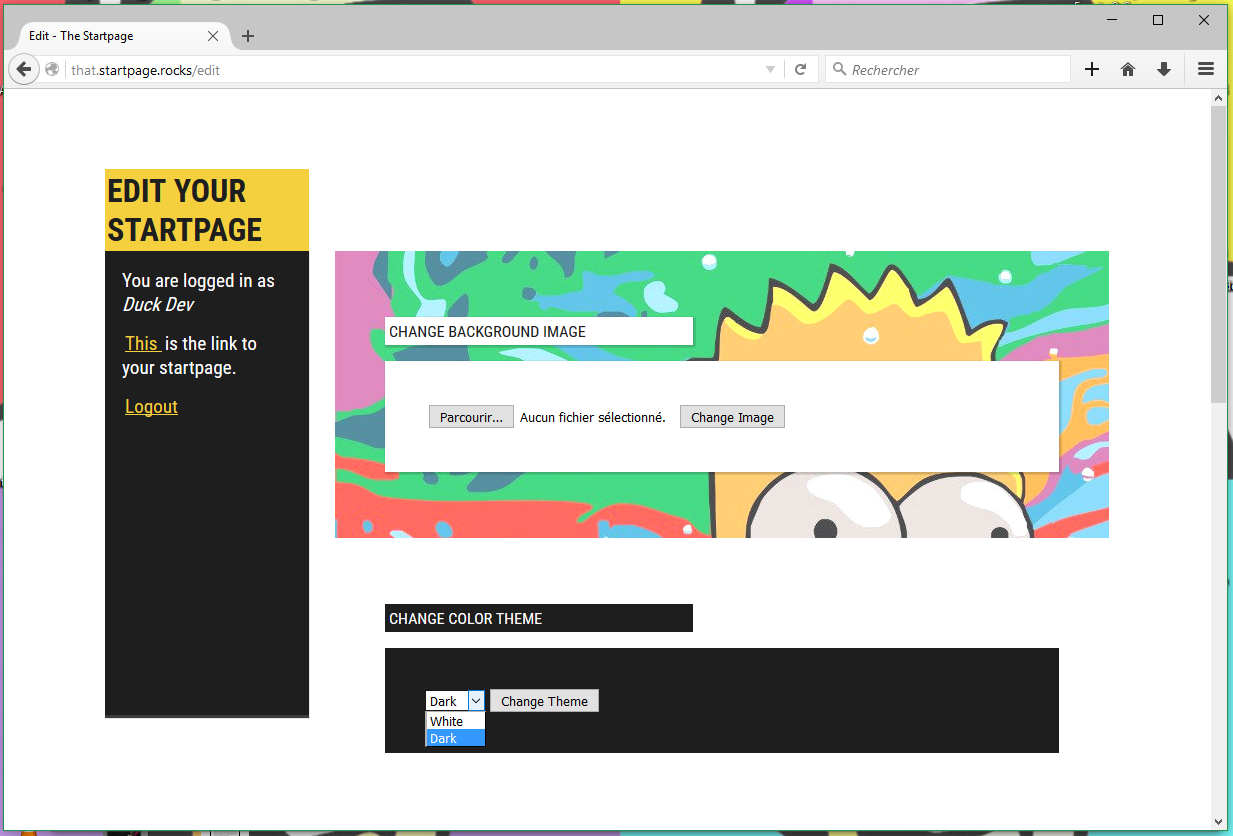 Edit - The Startpage
that.startpage.rocks/edit
Rechercher
EDIT YOUR
STARTPAGE
You are logged in as
Duck Dev
This is the link to
your startpage.
Logout
CHANGE BACKGROUND IMAGE
Parcourir... Aucun fichier sélectionné. Change Image
CHANGE COLOR THEME
Dark Change Theme
White
Dark